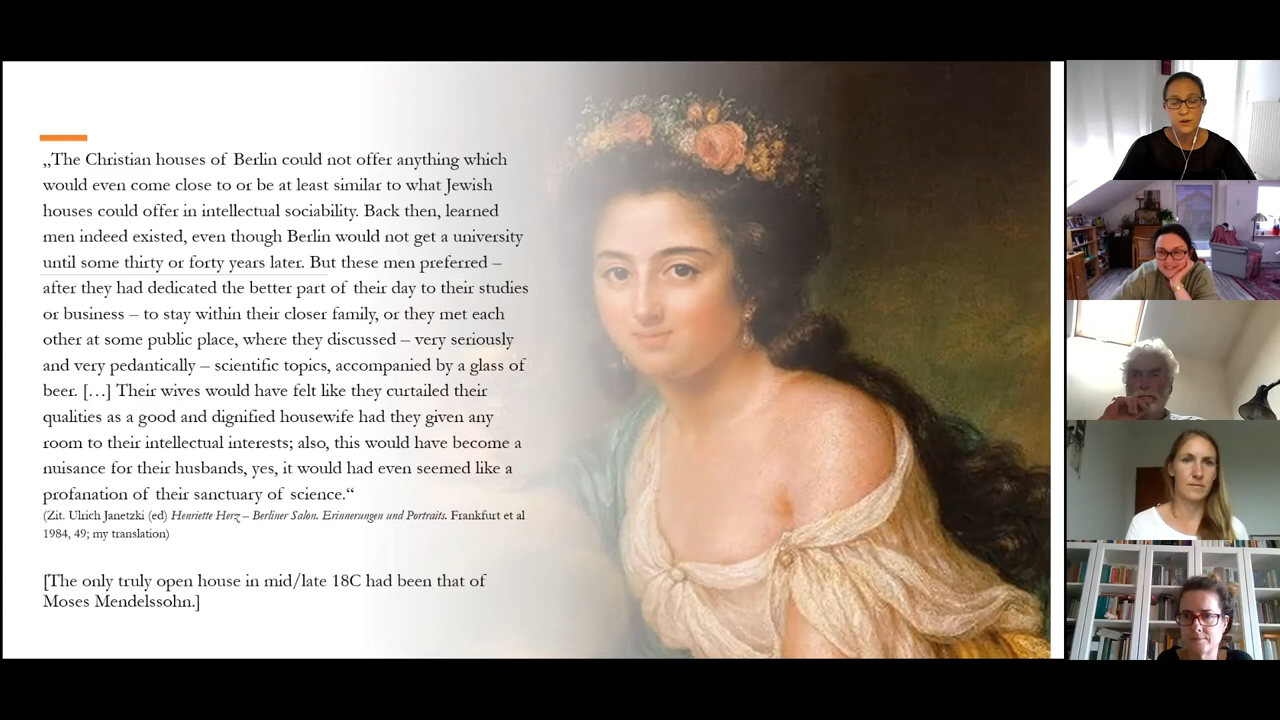 „The Christian houses of Berlin could not offer anything which
would even come close to or be at least similar to what Jewish
houses could offer in intellectual sociability. Back then, learned
men indeed existed, even though Berlin would not get a university
until some thirty or forty years later. But these men preferred –
after they had dedicated the better part of their day to their studies
or business – to stay within their closer family, or they met each
other at some public place, where they discussed – very seriously
and very pedantically – scientific topics, accompanied by a glass of
beer. […] Their wives would have felt like they curtailed their
qualities as a good and dignified housewife had they given any
room to their intellectual interests; also, this would have become a
nuisance for their husbands, yes, it would had even seemed like a
profanation of their sanctuary of science.“
(Zit. Ulrich Janetzki (ed) Henriette Herz – Berliner Salon. Erinnerungen und Portraits. Frankfurt et al
1984, 49; my translation)
[The only truly open house in mid/late 18C had been that of
Moses Mendelssohn.]